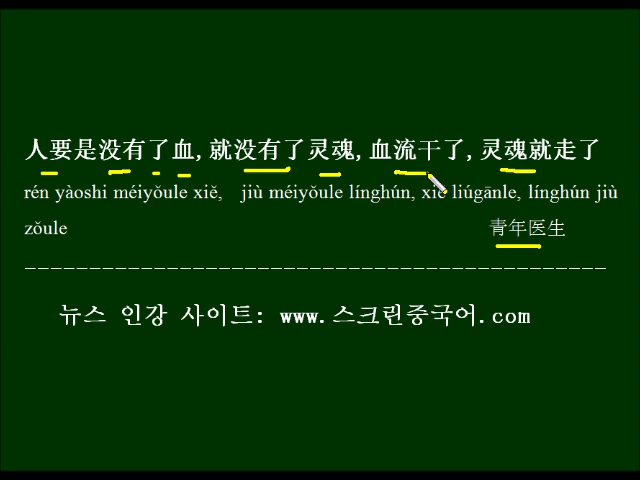 人要是没有了血, 就没有了灵魂, 血流干了, 灵魂就走了
rén yàoshi méiyǒule xiě, jiù méiyǒule línghún, xiě liúgānle, línghún jiù
zǒule 青年医生
뉴스 인강 사이트: www.스크린중국어.com